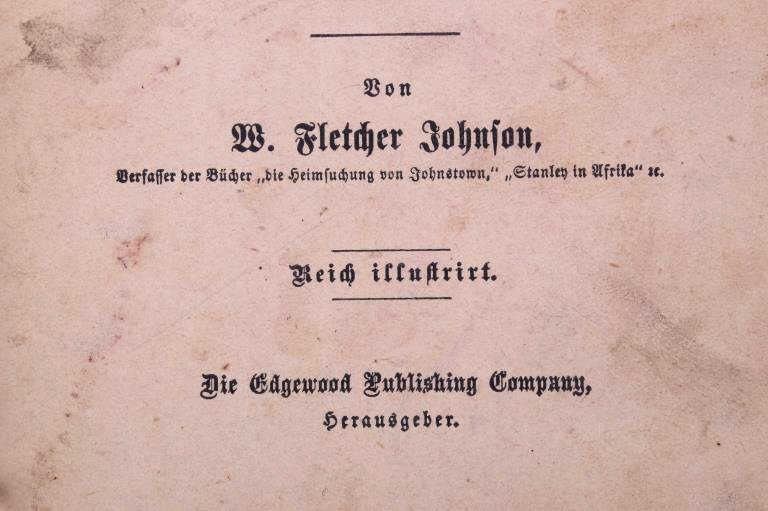 Von
W. Fletcher Johnson,
Verfasser der Bücher „die Heimsuchung von Johnstown,“ „Stanley in Afrika“ ꝛc.
Reich illustrirt.
Die Edgewood Publishing Company,
Herausgeber.